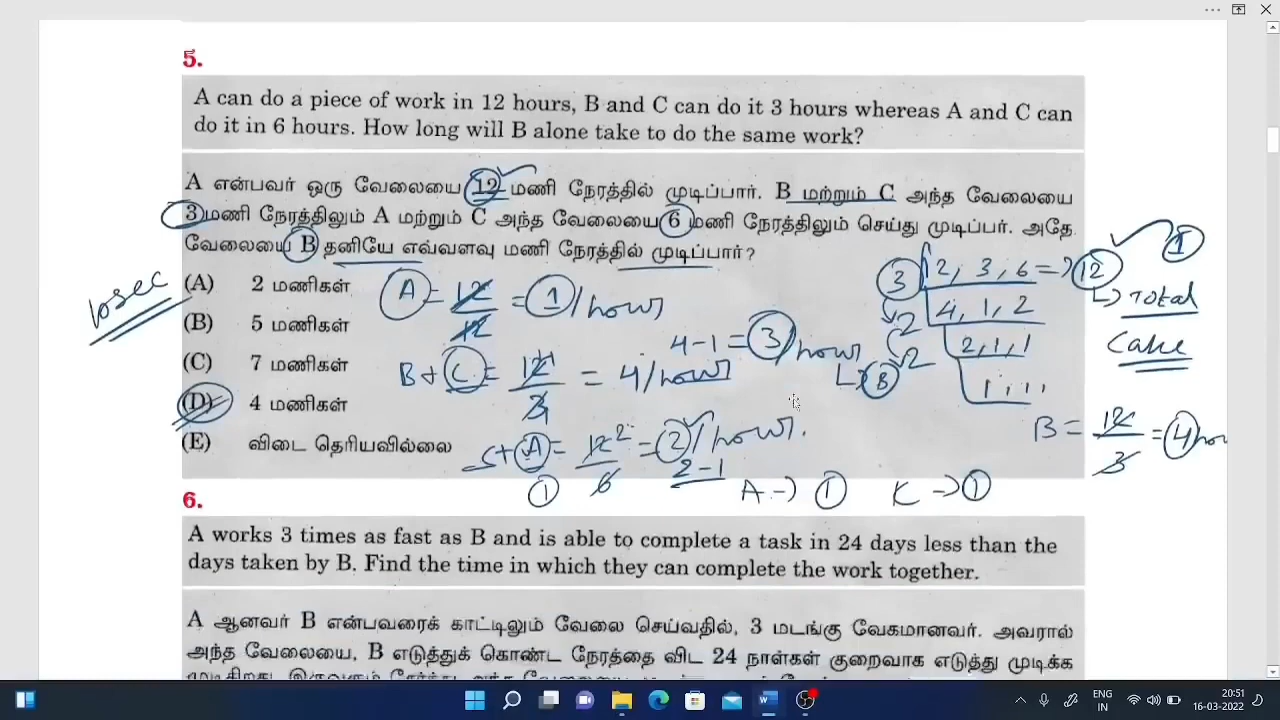 5.
A can do a piece of work in 12 hours, B and C can do it 3 hours whereas A and C can
do it in 6 hours. How long will B alone take to do the same work?
A என்பவர் ஒரு வேலையை 12 மணி நேரத்தில் முடிப்பார். B மற்றும் C அந்த வேலையை
3 மணி நேரத்திலும் A மற்றும் C அந்த வேலையை 6 மணி நேரத்திலும் செய்து முடிப்பர். அதே
வேலையை B தனியே எவ்வளவு மணி நேரத்தில் முடிப்பார்?
(A) 2 மணிகள்
(B) 5 மணிகள்
(C) 7 மணிகள்
(D) 4 மணிகள்
(E) விடை தெரியவில்லை
10sec
A = 12/12 = 1/hour
B + C = 12/3 = 4/hour
4-1 = 3/hour
B
+ A = 12/6 = 2/hour.
1
2-1
A -> 1
-> 1
3 12, 3, 6 => 12 1
2 4, 1, 2 Total
2 2, 1, 1 Cake
1, 1,
B = 12/3 = 4
6.
A works 3 times as fast as B and is able to complete a task in 24 days less than the
days taken by B. Find the time in which they can complete the work together.
A ஆனவர் B என்பவரைக் காட்டிலும் வேலை செய்வதில், 3 மடங்கு வேகமானவர். அவரால்
அந்த வேலையை, B எடுத்துக் கொண்ட நேரத்தை விட 24 நாட்கள் குறைவாக எடுத்து முடிக்க
ENG
IN
20:51
16-03-2022